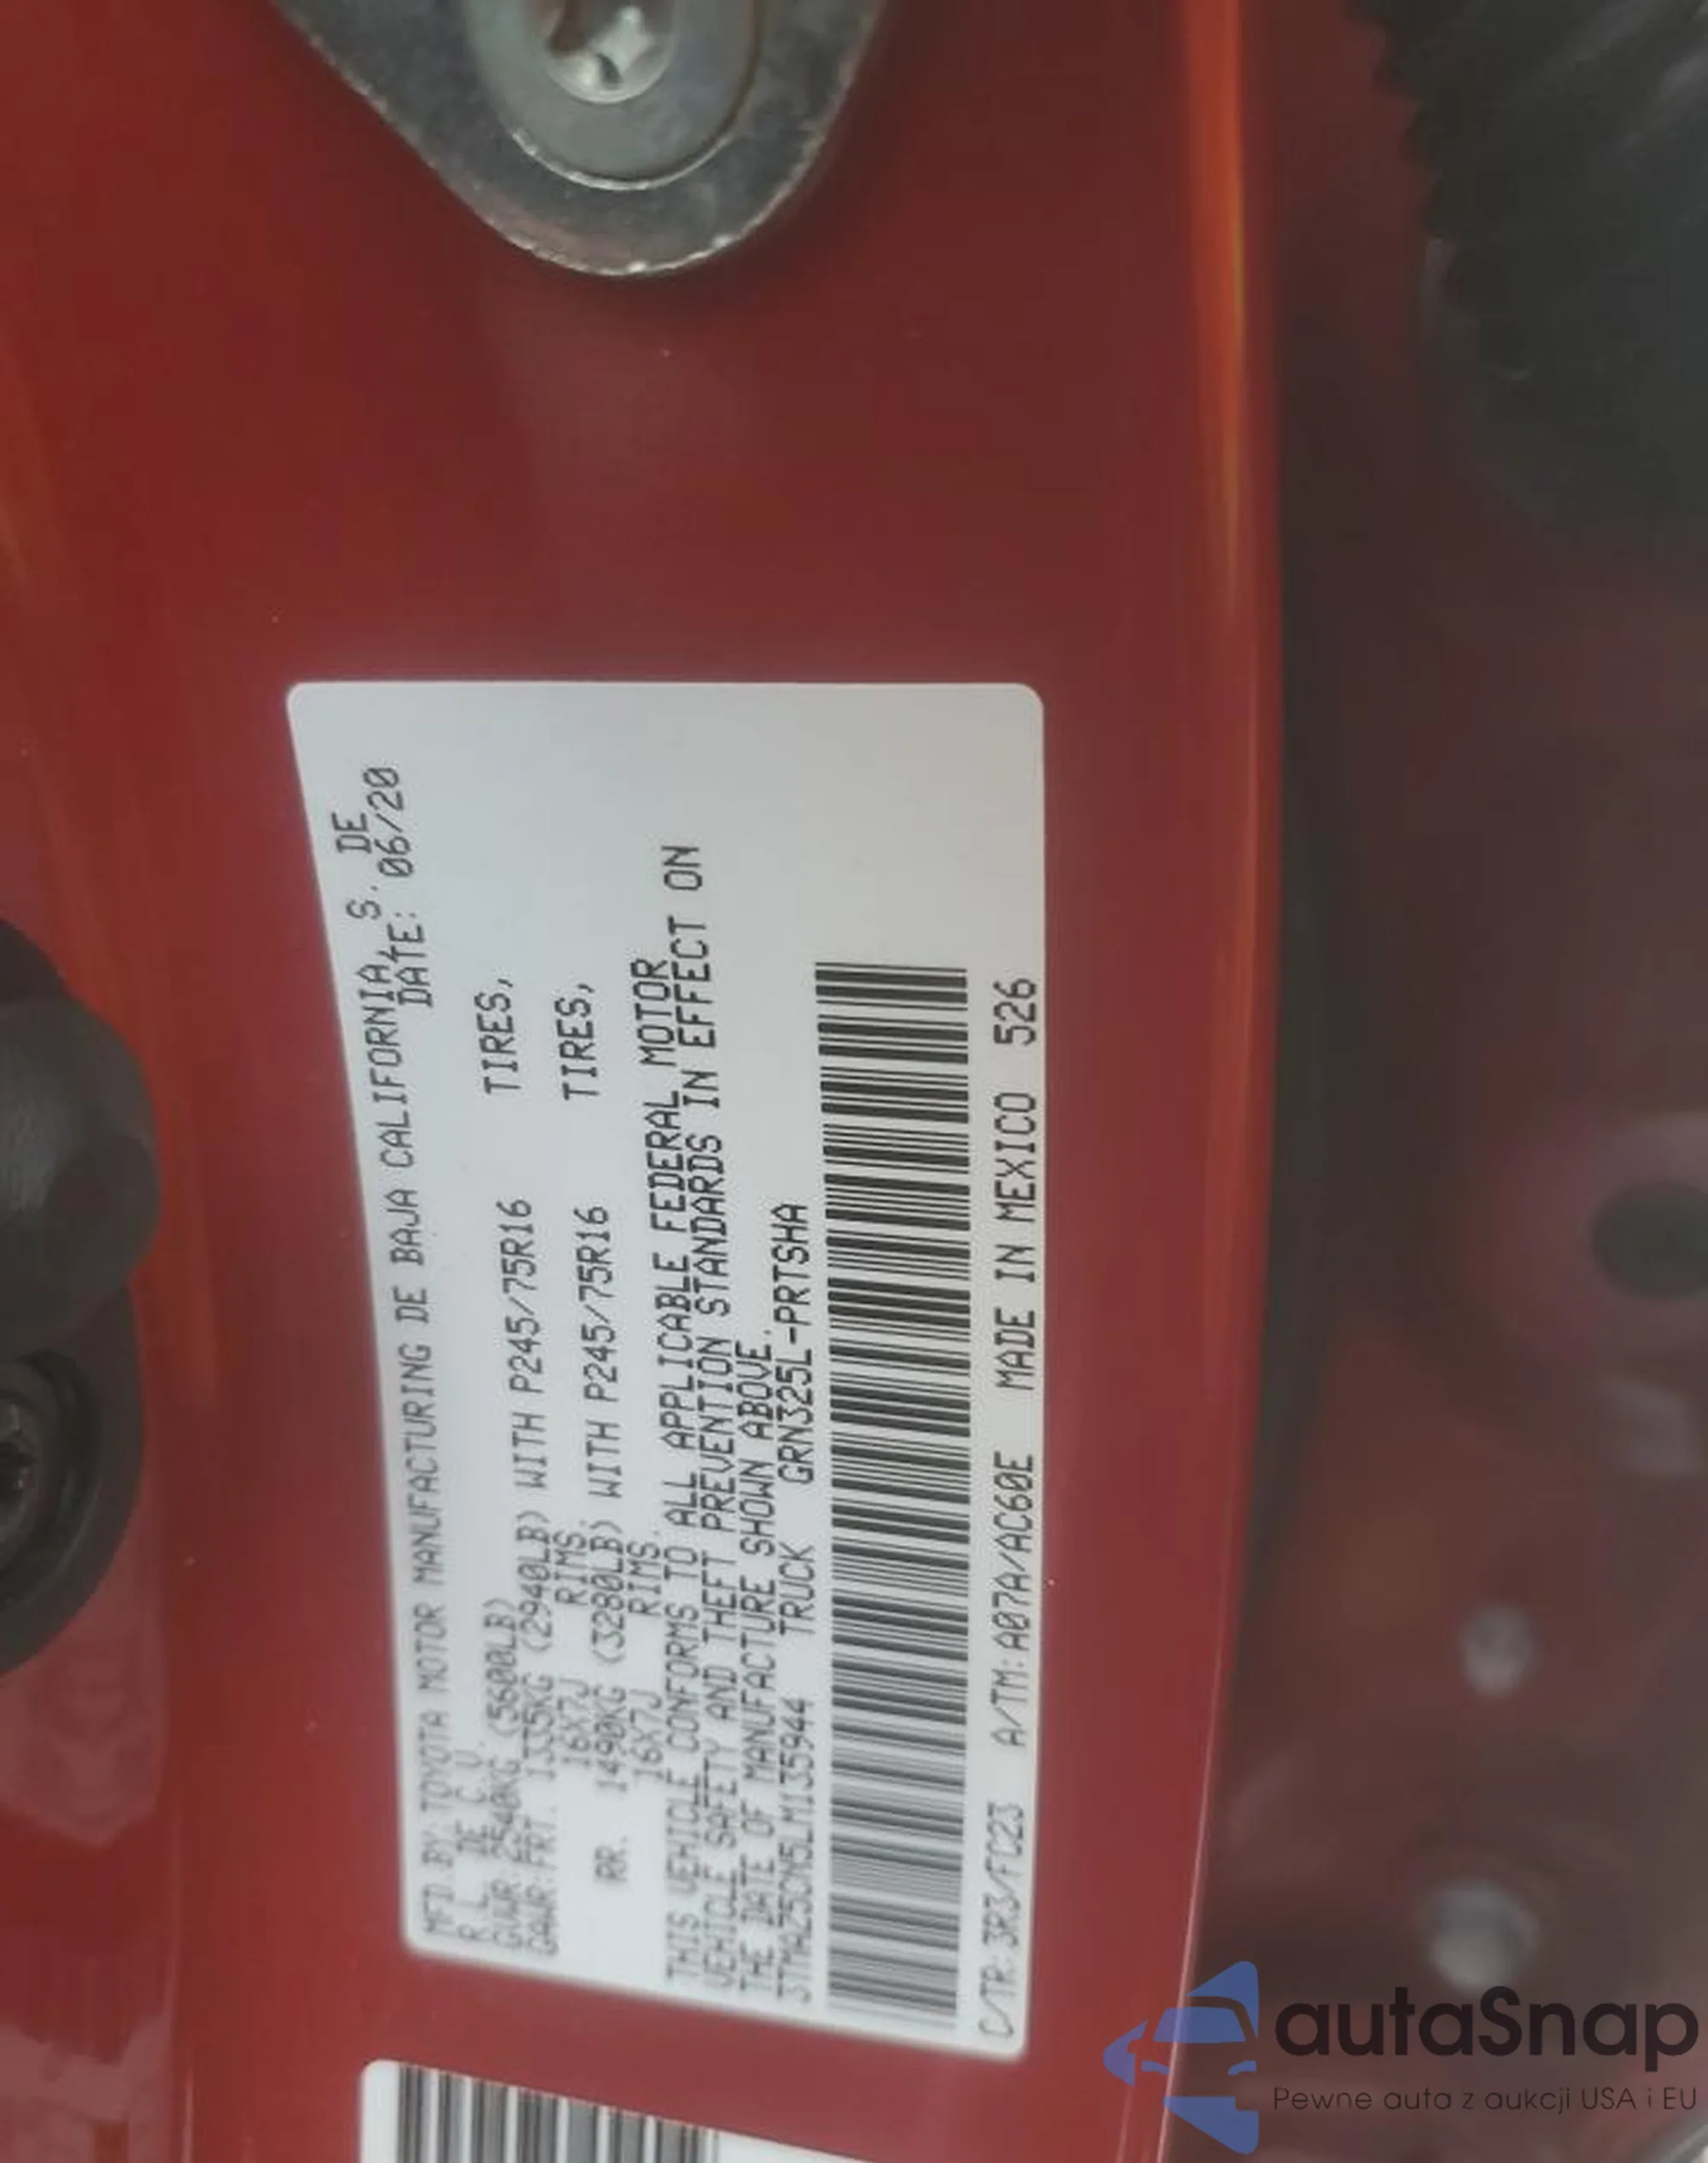 MFD.BY:TOYOTA MOTOR MANUFACTURING DE BAJA CALIFORNIA, S. DE
R.L. DE C.V. DATE: 06/20
GVWR:2540KG (5600LB)
GAWR:FRT. 1335KG (2940LB) WITH P245/75R16 TIRES,
16X7J RIMS.
RR. 1490KG (3280LB) WITH P245/75R16 TIRES,
16X7J RIMS.
THIS VEHICLE CONFORMS TO ALL APPLICABLE FEDERAL MOTOR
VEHICLE SAFETY AND THEFT PREVENTION STANDARDS IN EFFECT ON
THE DATE OF MANUFACTURE SHOWN ABOVE.
3TMAZ5CN5LM135944 TRUCK GRN325L-PRTSHA
C/TR:3R3/FC23 A/TM:A07A/AC60E MADE IN MEXICO 526
autaSnap
Pewne auta z aukcji USA i EU